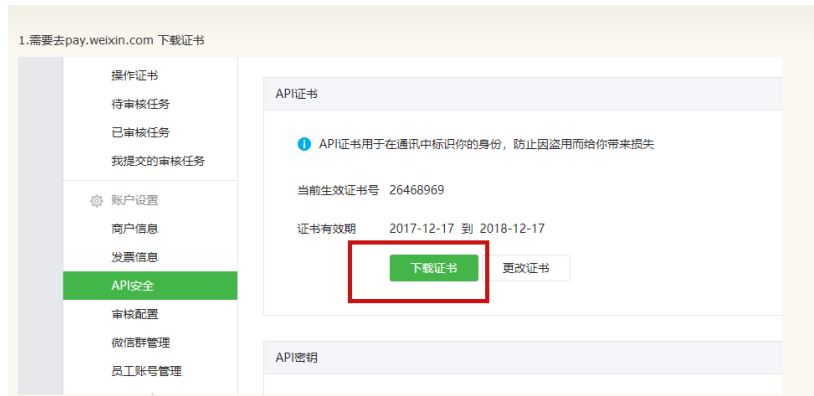 1.需要去pay.weixin.com 下载证书
操作证书
待审核任务
已审核任务
我提交的审核任务
账户设置
商户信息
发票信息
API安全
审核配置
微信群管理
员工账号管理
API证书
API证书用于在通讯中标识你的身份，防止因盗用而给你带来损失
当前生效证书号 26468969
证书有效期 2017-12-17 到 2018-12-17
下载证书 更改证书
API密钥